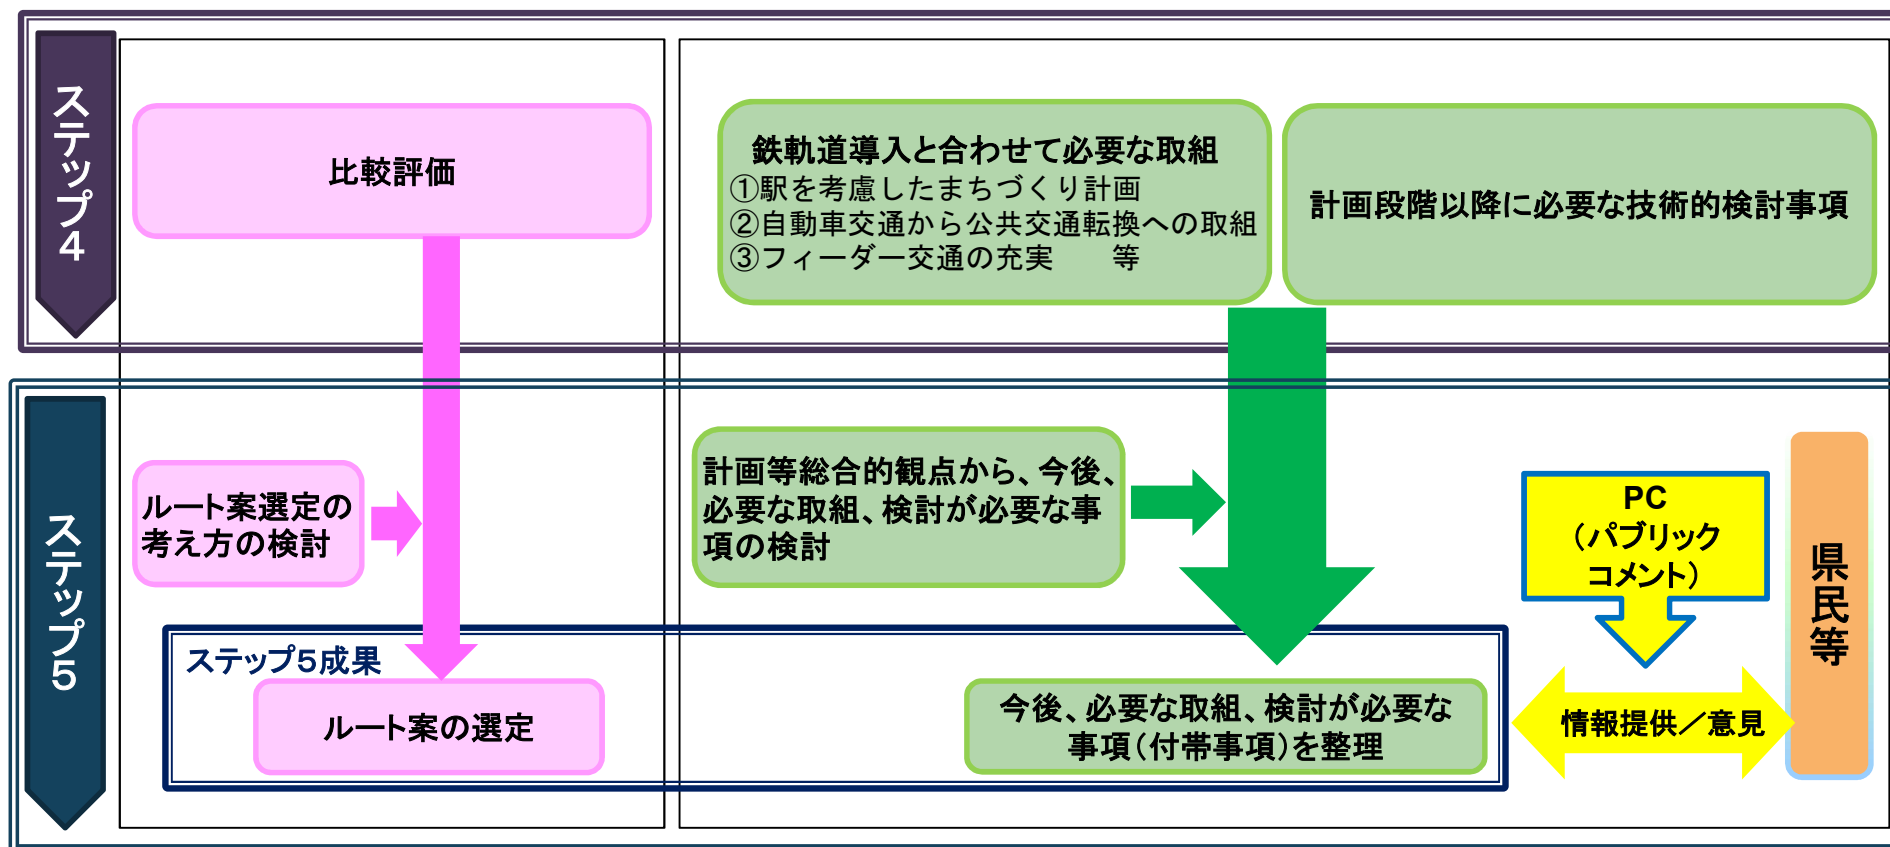 ステップ4
比較評価
鉄軌道導入と合わせて必要な取組
①駅を考慮したまちづくり計画
②自動車交通から公共交通転換への取組
③フィーダー交通の充実　　等
計画段階以降に必要な技術的検討事項
ステップ5
ルート案選定の
考え方の検討
計画等総合的観点から、今後、
必要な取組、検討が必要な事
項の検討
PC
(パブリック
コメント)
県民等
ステップ5成果
ルート案の選定
今後、必要な取組、検討が必要な
事項(付帯事項)を整理
情報提供／意見